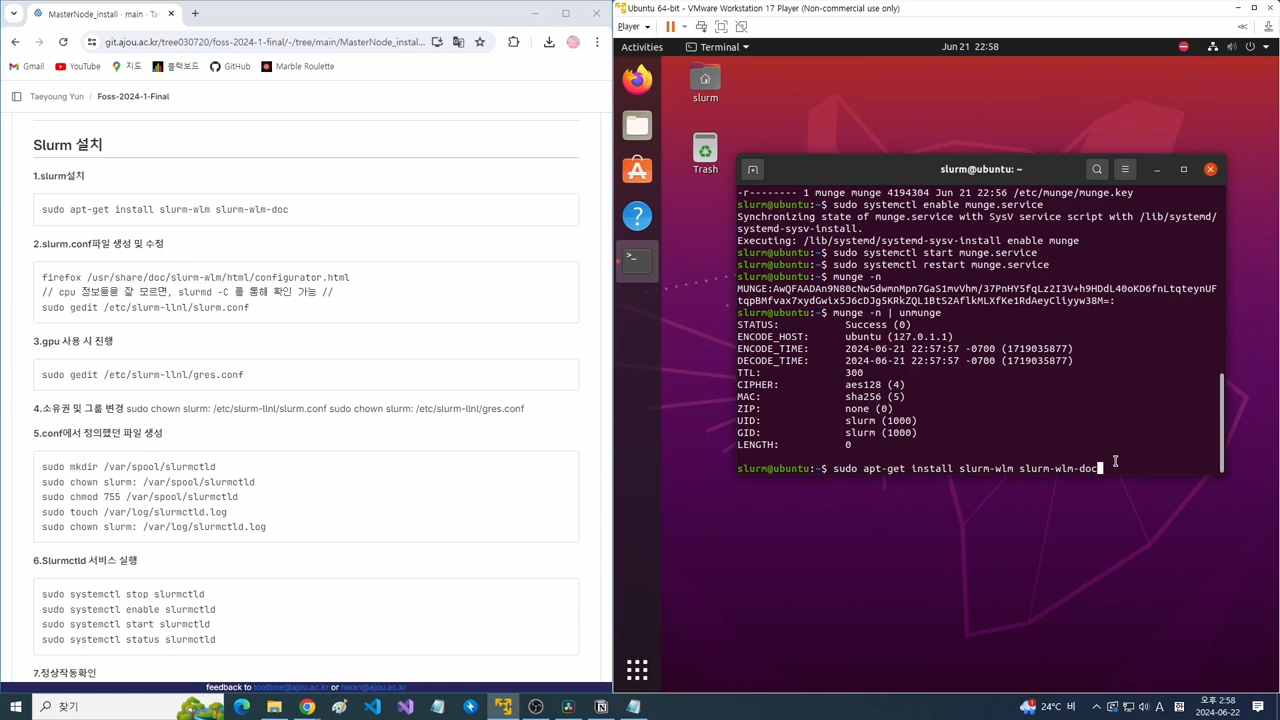 MasterNode_install · main · Ta
git.ajou.ac.kr/tree030720/foss-2024-1-final/-/tree/main/MasterNode_instal...
Gmail
YouTube
지도
블랙보드
GitHub
Marble Roulette
Taeyoung Yun / Foss-2024-1-Final
Slurm 설치
1.slurm설치
sudo apt-get install slurm-wlm slurm-wlm-doc
2.slurm.conf파일 생성 및 수정
firefox /usr/share/doc/slurm-wlm/html/configurator.html
// cpu 정보들을 잘 모르면, slurmd -C 를 통해 확인 가능 //
sudo gedit /etc/slurm-llnl/slurm.conf
3.gpu 사용 시 진행
sudo gedit /etc/slurm-llnl/gres.conf
4.소유권 및 그룹 변경 sudo chown slurm: /etc/slurm-llnl/slurm.conf sudo chown slurm: /etc/slurm-llnl/gres.conf
5.conf에서 정의했던 파일 생성
sudo mkdir /var/spool/slurmctld
sudo chown slurm: /var/spool/slurmctld
sudo chmod 755 /var/spool/slurmctld
sudo touch /var/log/slurmctld.log
sudo chown slurm: /var/log/slurmctld.log
6.Slurmctld 서비스 실행
sudo systemctl stop slurmctld
sudo systemctl enable slurmctld
sudo systemctl start slurmctld
sudo systemctl status slurmctld
7.정상작동확인
feedback to tooltime@ajou.ac.kr or hwan@ajou.ac.kr
Ubuntu 64-bit - VMware Workstation 17 Player (Non-commercial use only)
Player
Activities
Terminal
Jun 21 22:58
slurm
Trash
slurm@ubuntu: ~
-r-------- 1 munge munge 4194304 Jun 21 22:56 /etc/munge/munge.key
slurm@ubuntu:~$ sudo systemctl enable munge.service
Synchronizing state of munge.service with SysV service script with /lib/systemd/
systemd-sysv-install.
Executing: /lib/systemd/systemd-sysv-install enable munge
slurm@ubuntu:~$ sudo systemctl start munge.service
slurm@ubuntu:~$ sudo systemctl restart munge.service
slurm@ubuntu:~$ munge -n
MUNGE:AwQFAADAn9N80cNw5dwmnMpn7GaS1mvVhm/37PnHY5fqLz2I3V+h9HDdL40oKD6fnLtqteynUF
tqpBMfvax7xydGwix5J6cDJg5KRkZQL1BtS2AflkMLXfKe1RdAeyCliyyw38M=:
slurm@ubuntu:~$ munge -n | unmunge
STATUS: Success (0)
ENCODE_HOST: ubuntu (127.0.1.1)
ENCODE_TIME: 2024-06-21 22:57:57 -0700 (1719035877)
DECODE_TIME: 2024-06-21 22:57:57 -0700 (1719035877)
TTL: 300
CIPHER: aes128 (4)
MAC: sha256 (5)
ZIP: none (0)
UID: slurm (1000)
GID: slurm (1000)
LENGTH: 0
slurm@ubuntu:~$ sudo apt-get install slurm-wlm slurm-wlm-doc
찾기
24°C 비
A
오후 2:58
2024-06-22